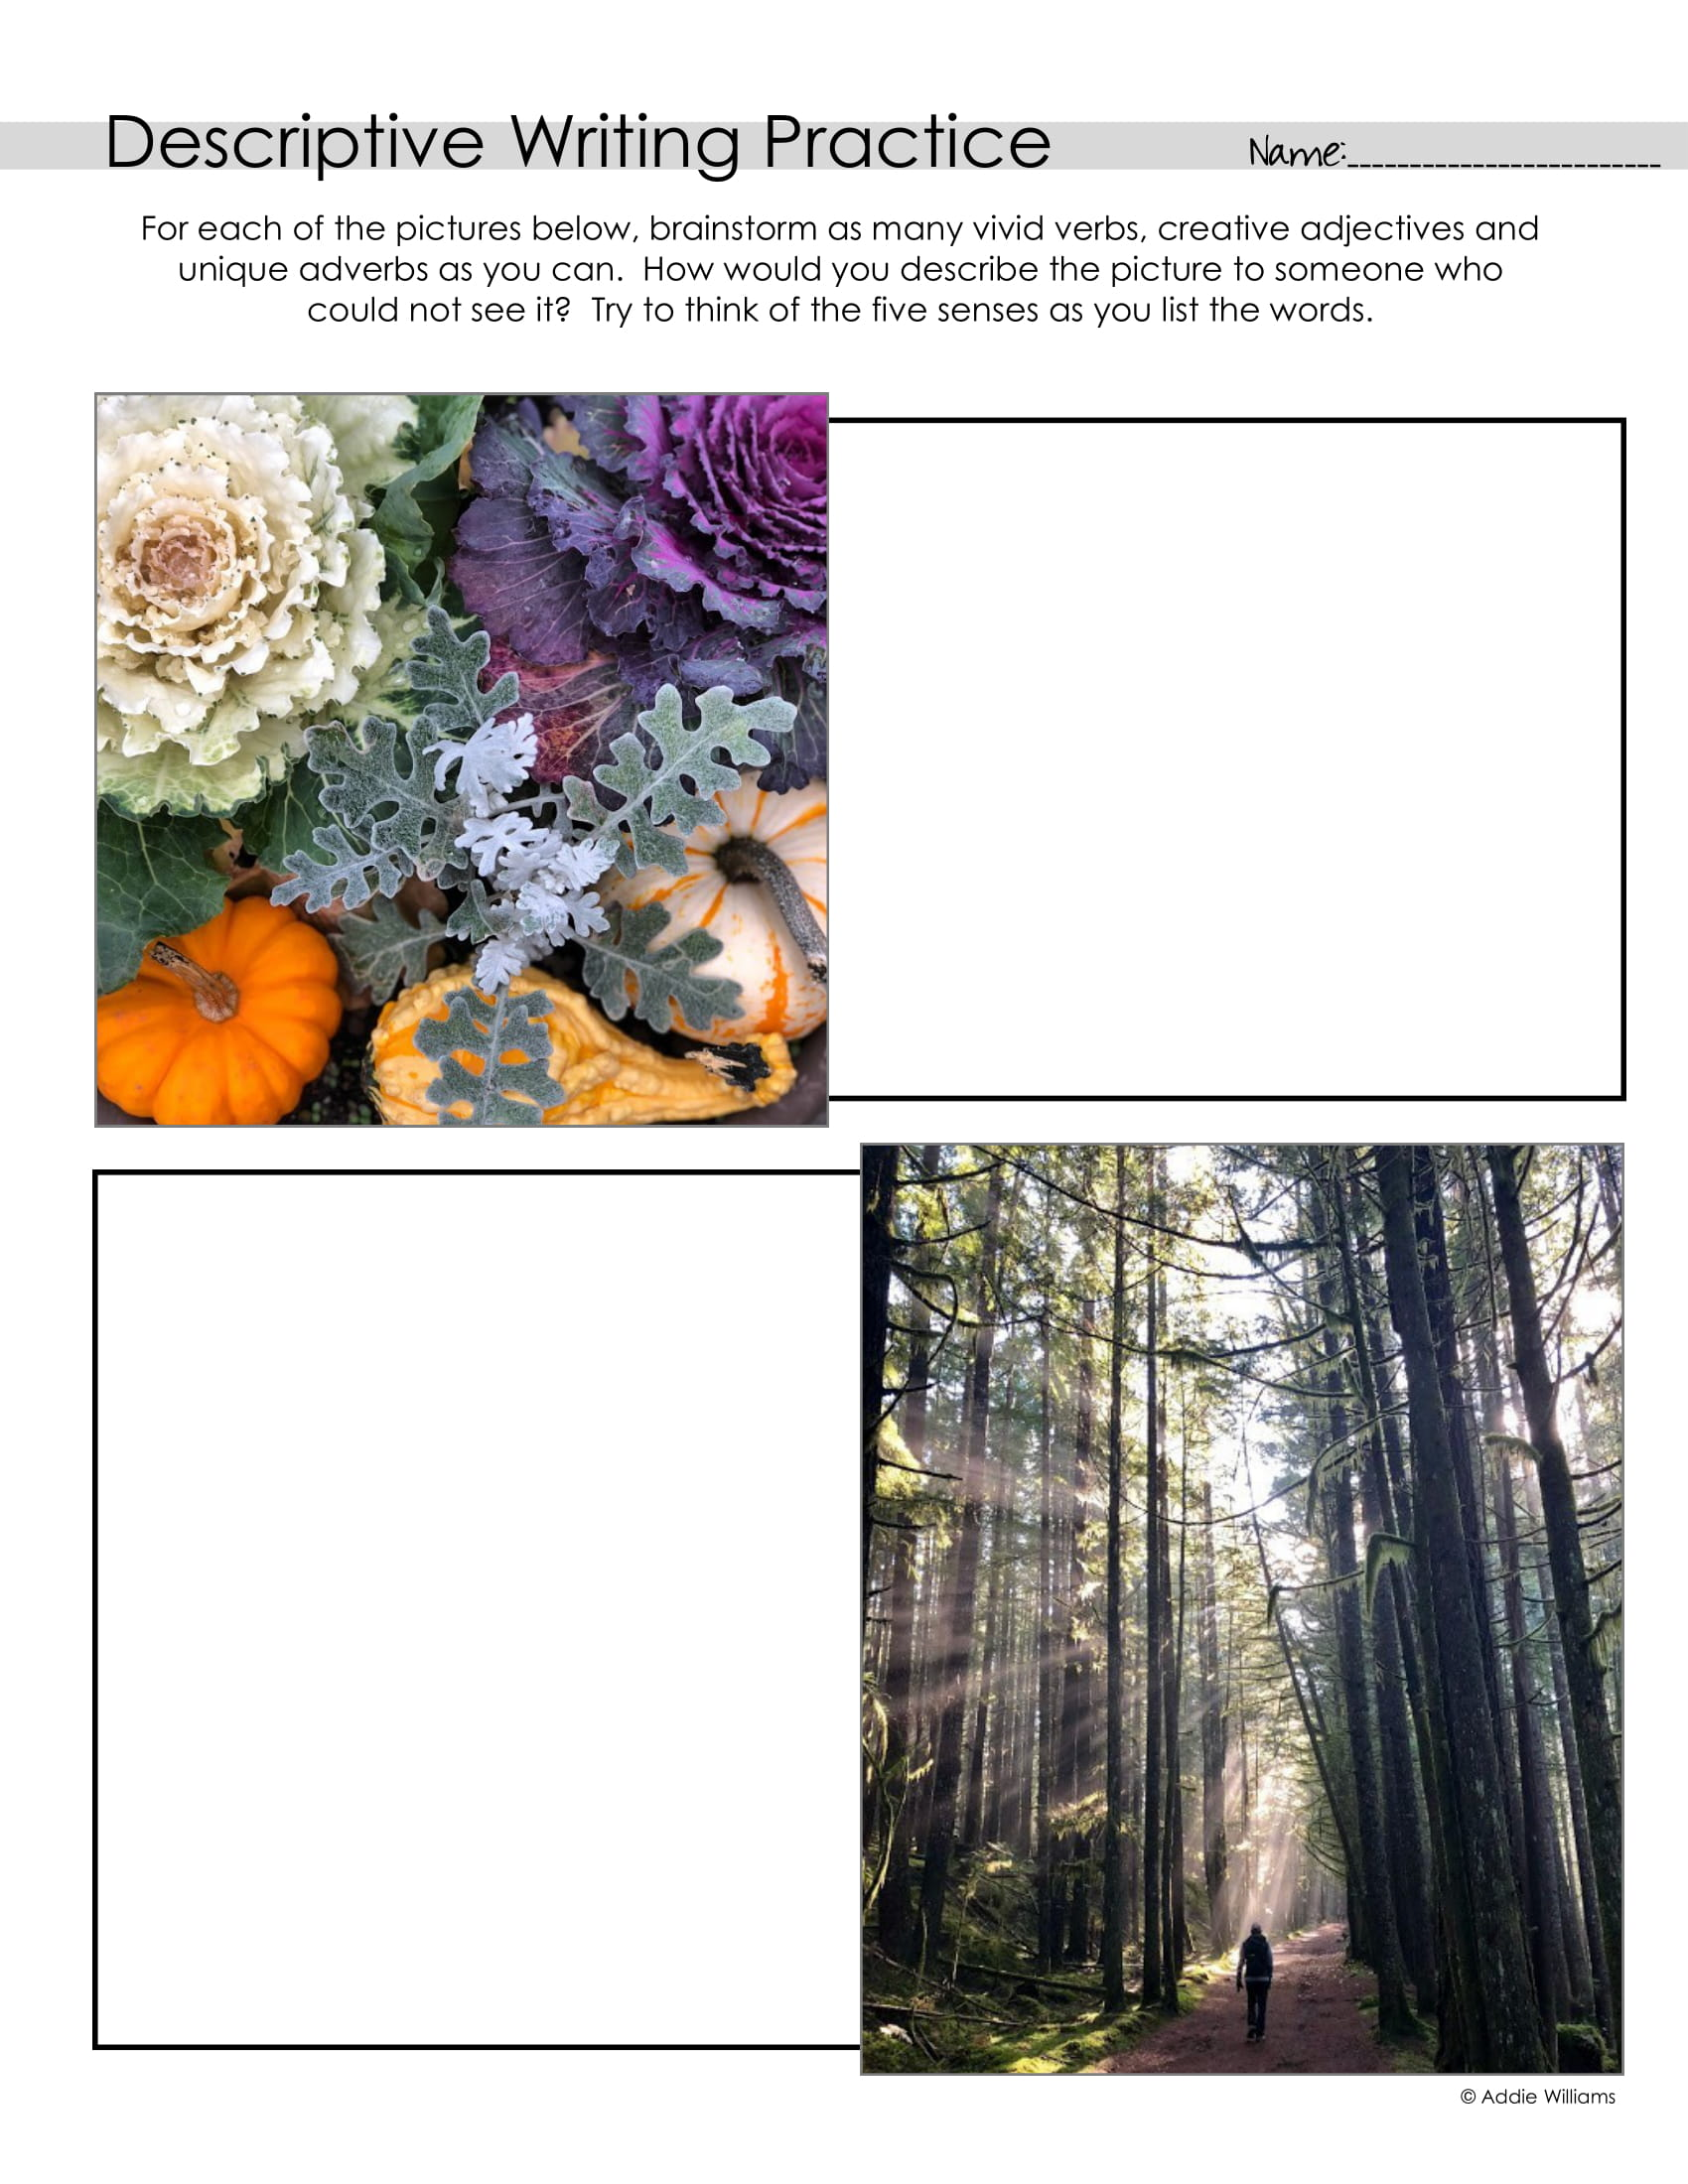 Descriptive Writing Practice
Name:_________________________
For each of the pictures below, brainstorm as many vivid verbs, creative adjectives and
unique adverbs as you can.  How would you describe the picture to someone who
could not see it?  Try to think of the five senses as you list the words.
© Addie Williams